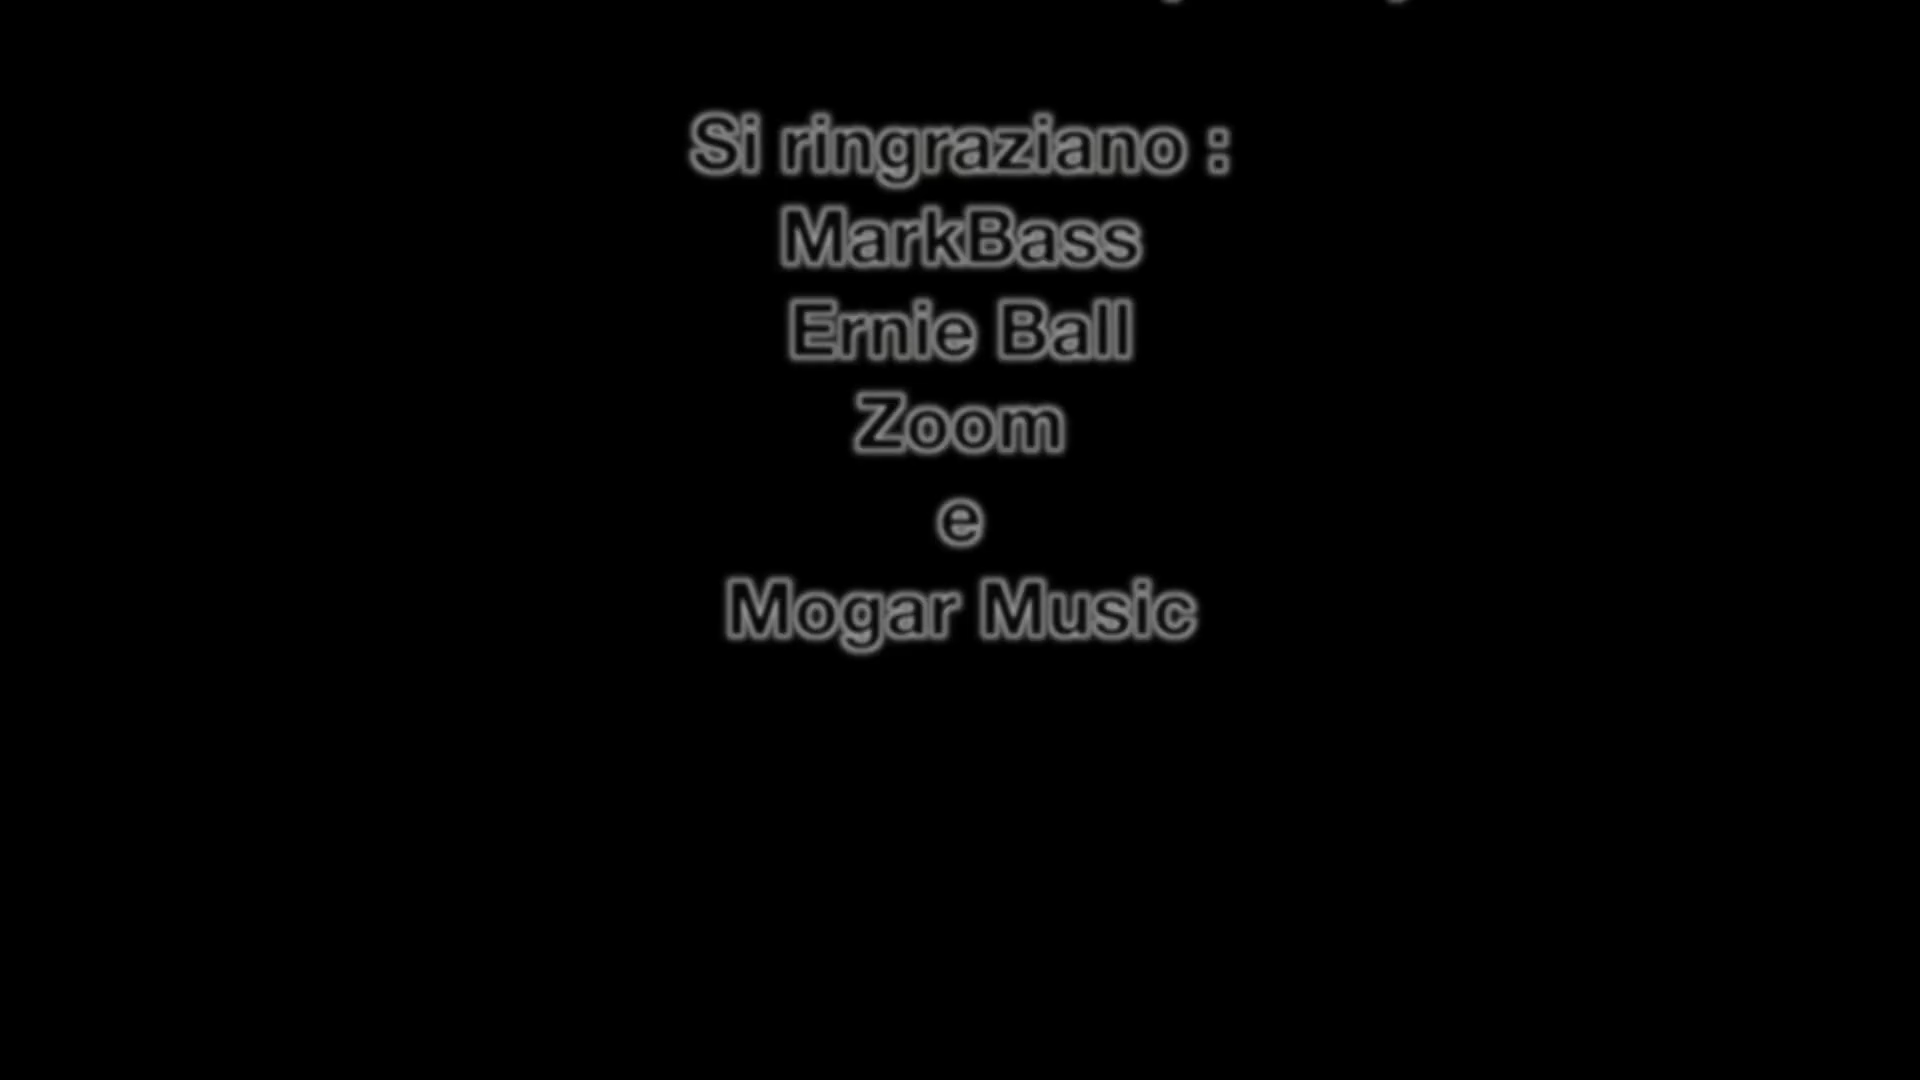 Si ringraziano :
MarkBass
Ernie Ball
Zoom
e
Mogar Music